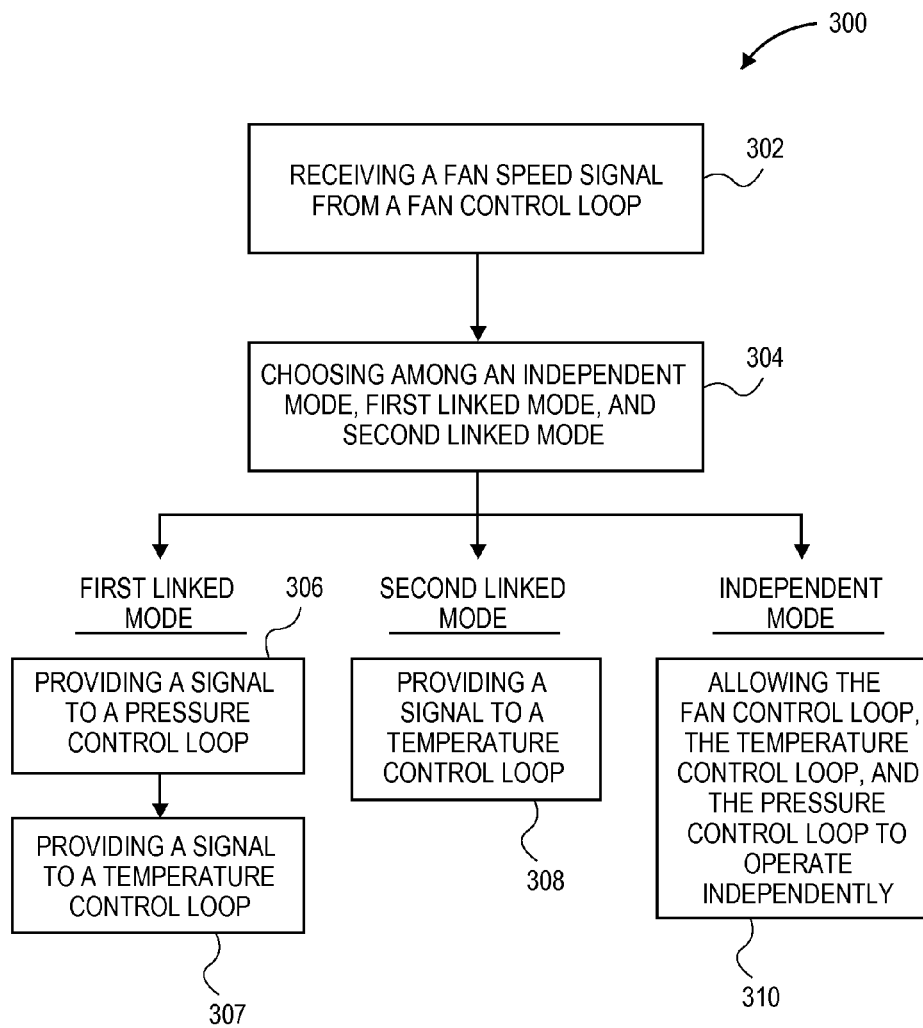 300
RECEIVING A FAN SPEED SIGNAL
FROM A FAN CONTROL LOOP
302
CHOOSING AMONG AN INDEPENDENT
MODE, FIRST LINKED MODE, AND
SECOND LINKED MODE
304
FIRST LINKED
MODE
306
PROVIDING A SIGNAL
TO A PRESSURE
CONTROL LOOP
PROVIDING A SIGNAL
TO A TEMPERATURE
CONTROL LOOP
307
SECOND LINKED
MODE
PROVIDING A
SIGNAL TO A
TEMPERATURE
CONTROL LOOP
308
INDEPENDENT
MODE
ALLOWING THE
FAN CONTROL LOOP,
THE TEMPERATURE
CONTROL LOOP, AND
THE PRESSURE
CONTROL LOOP TO
OPERATE
INDEPENDENTLY
310